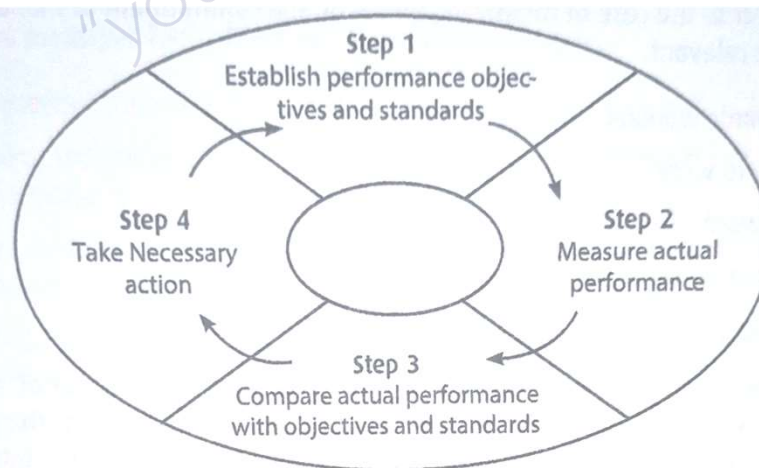 Step 1
Establish performance objec-
tives and standards
Step 2
Measure actual
performance
Step 3
Compare actual performance
with objectives and standards
Step 4
Take Necessary
action